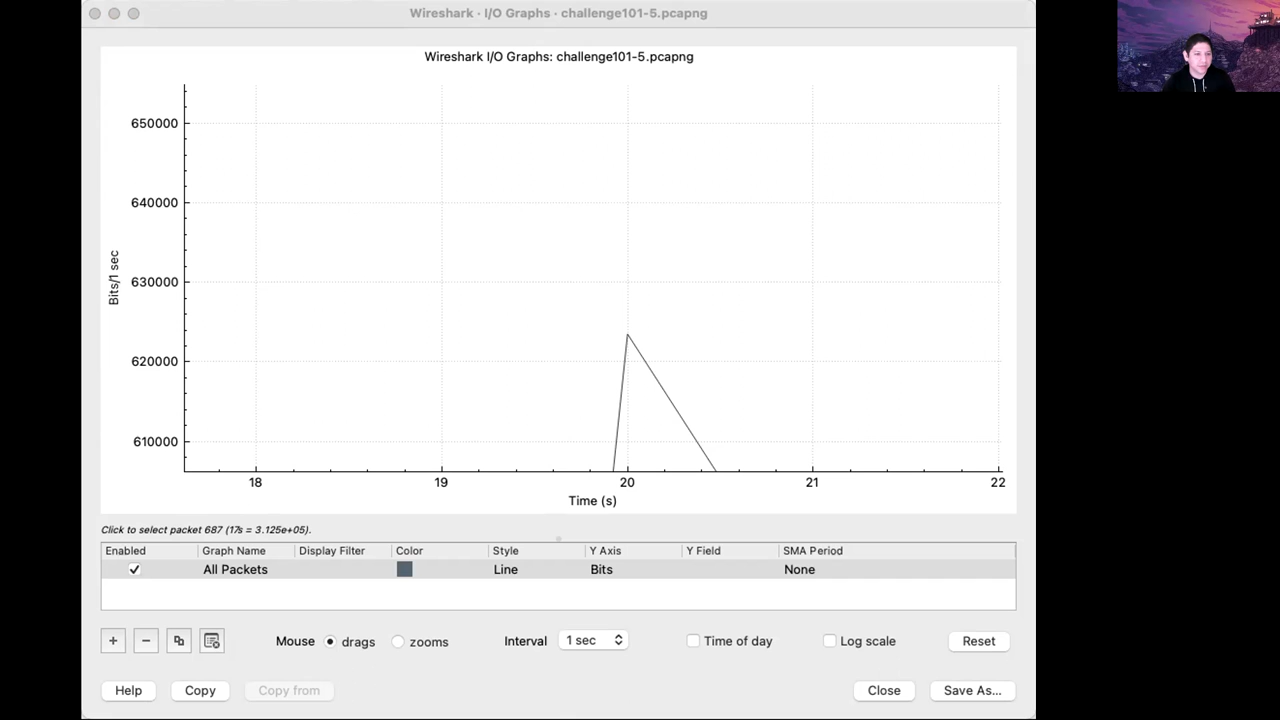 Wireshark · I/O Graphs · challenge101-5.pcapng
Wireshark I/O Graphs: challenge101-5.pcapng
650000
640000
630000
620000
610000
Bits/1 sec
18 19 20 21 22
Time (s)
Click to select packet 687 (17s = 3.125e+05).
Enabled Graph Name Display Filter Color Style Y Axis Y Field SMA Period
All Packets Line Bits None
+ − Mouse drags zooms Interval 1 sec Time of day Log scale Reset
Help Copy Copy from Close Save As...